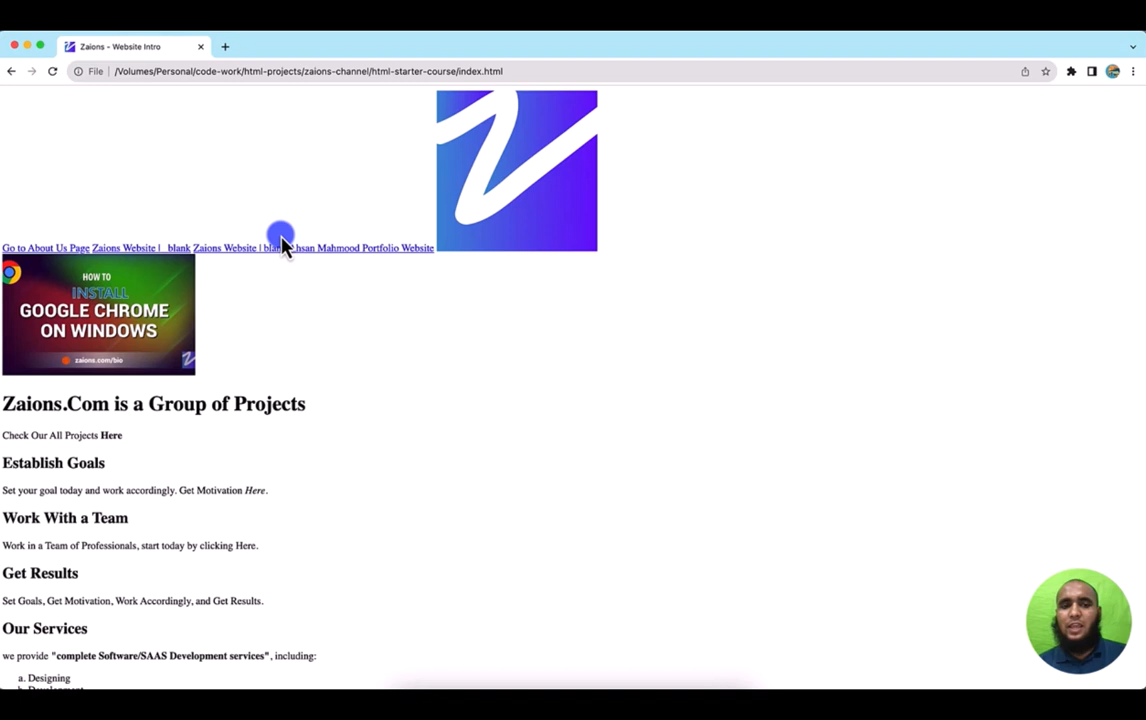 Zaions - Website Intro
File /Volumes/Personal/code-work/html-projects/zaions-channel/html-starter-course/index.html
Go to About Us Page Zaions Website | _blank Zaions Website | hsan Mahmood Portfolio Website
HOW TO
INSTALL
GOOGLE CHROME
ON WINDOWS
zaions.com/bio
Zaions.Com is a Group of Projects
Check Our All Projects Here
Establish Goals
Set your goal today and work accordingly. Get Motivation Here.
Work With a Team
Work in a Team of Professionals, start today by clicking Here.
Get Results
Set Goals, Get Motivation, Work Accordingly, and Get Results.
Our Services
we provide "complete Software/SAAS Development services", including:
a. Designing
b. Development